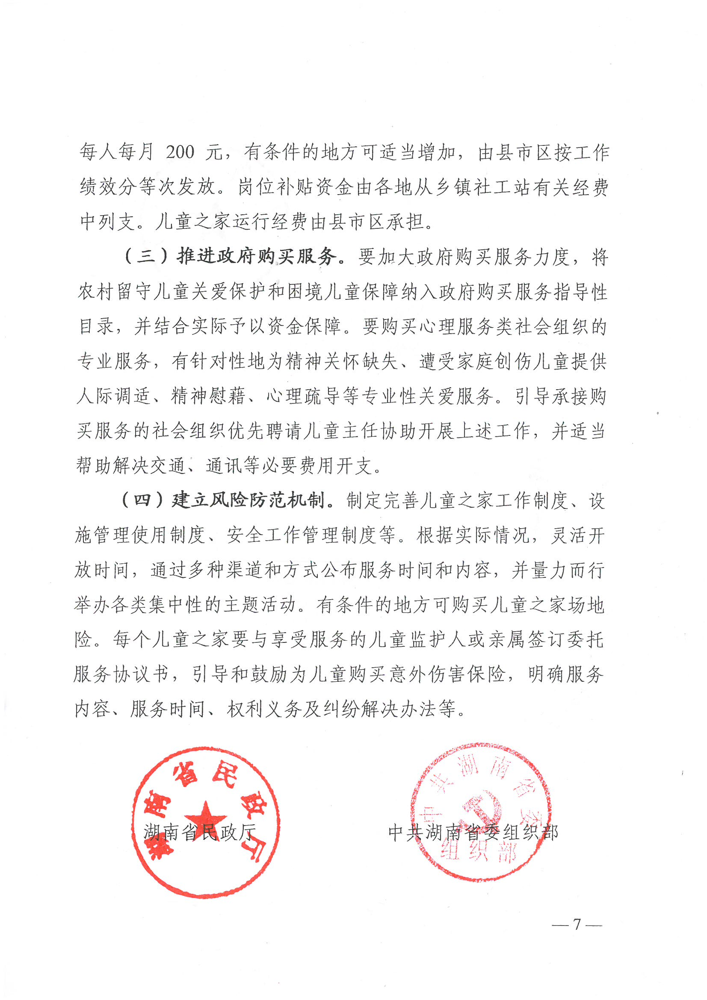 每人每月 200 元，有条件的地方可适当增加，由县市区按工作
绩效分等次发放。岗位补贴资金由各地从乡镇社工站有关经费
中列支。儿童之家运行经费由县市区承担。
（三）推进政府购买服务。要加大政府购买服务力度，将
农村留守儿童关爱保护和困境儿童保障纳入政府购买服务指导性
目录，并结合实际予以资金保障。要购买心理服务类社会组织的
专业服务，有针对性地为精神关怀缺失、遭受家庭创伤儿童提供
人际调适、精神慰藉、心理疏导等专业性关爱服务。引导承接购
买服务的社会组织优先聘请儿童主任协助开展上述工作，并适当
帮助解决交通、通讯等必要费用开支。
（四）建立风险防范机制。制定完善儿童之家工作制度、设
施管理使用制度、安全工作管理制度等。根据实际情况，灵活开
放时间，通过多种渠道和方式公布服务时间和内容，并量力而行
举办各类集中性的主题活动。有条件的地方可购买儿童之家场地
险。每个儿童之家要与享受服务的儿童监护人或亲属签订委托
服务协议书，引导和鼓励为儿童购买意外伤害保险，明确服务
内容、服务时间、权利义务及纠纷解决办法等。
湖南省民政厅
湖南省民政厅
中共湖南省委
组织部
中共湖南省委组织部
— 7 —